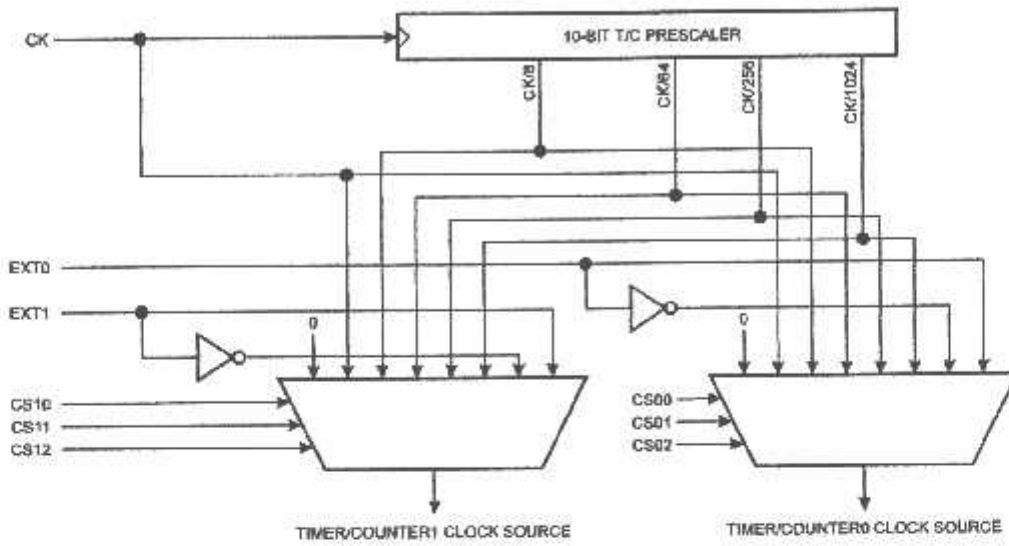 CK
10-BIT T/C PRESCALER
CK/8
CK/64
CK/256
CK/1024
EXT0
EXT1
0
0
CS10
CS11
CS12
CS00
CS01
CS02
TIMER/COUNTER1 CLOCK SOURCE
TIMER/COUNTER0 CLOCK SOURCE